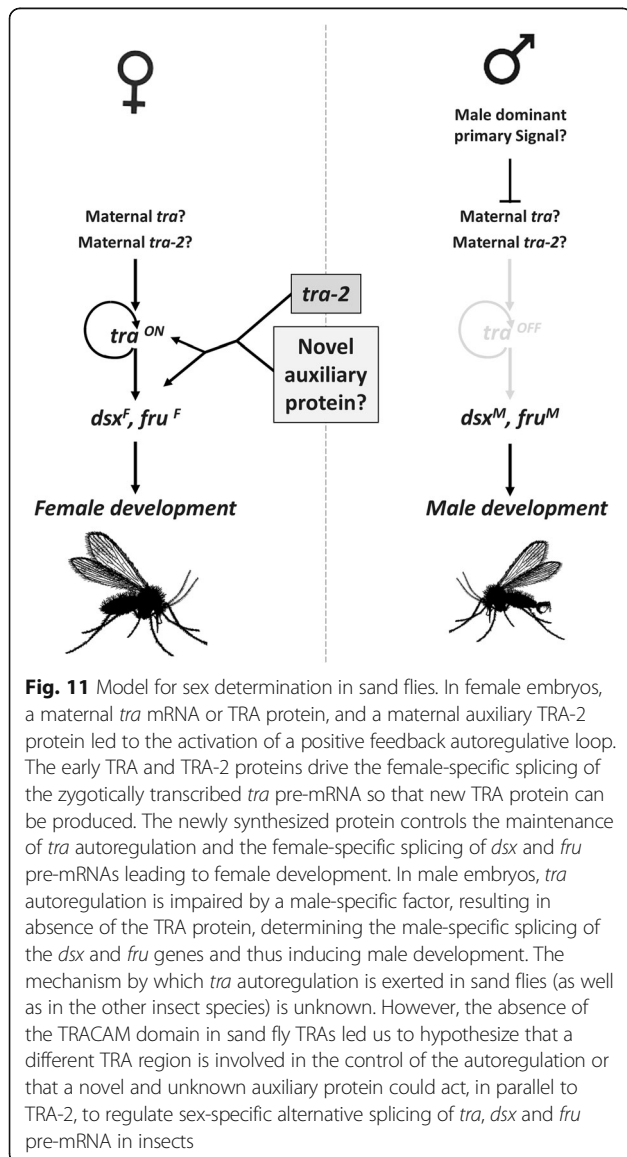 ♀ ♂
Male dominant
primary Signal?
Maternal tra?
Maternal tra-2?
Maternal tra?
Maternal tra-2?
tra-2
Novel
auxiliary
protein?
tra ON
tra OFF
dsxF, fru F
dsxM, fruM
Female development
Male development
Fig. 11 Model for sex determination in sand flies. In female embryos,
a maternal tra mRNA or TRA protein, and a maternal auxiliary TRA-2
protein led to the activation of a positive feedback autoregulative loop.
The early TRA and TRA-2 proteins drive the female-specific splicing of
the zygotically transcribed tra pre-mRNA so that new TRA protein can
be produced. The newly synthesized protein controls the maintenance
of tra autoregulation and the female-specific splicing of dsx and fru
pre-mRNAs leading to female development. In male embryos, tra
autoregulation is impaired by a male-specific factor, resulting in
absence of the TRA protein, determining the male-specific splicing of
the dsx and fru genes and thus inducing male development. The
mechanism by which tra autoregulation is exerted in sand flies (as well
as in the other insect species) is unknown. However, the absence of
the TRACAM domain in sand fly TRAs led us to hypothesize that a
different TRA region is involved in the control of the autoregulation or
that a novel and unknown auxiliary protein could act, in parallel to
TRA-2, to regulate sex-specific alternative splicing of tra, dsx and fru
pre-mRNA in insects